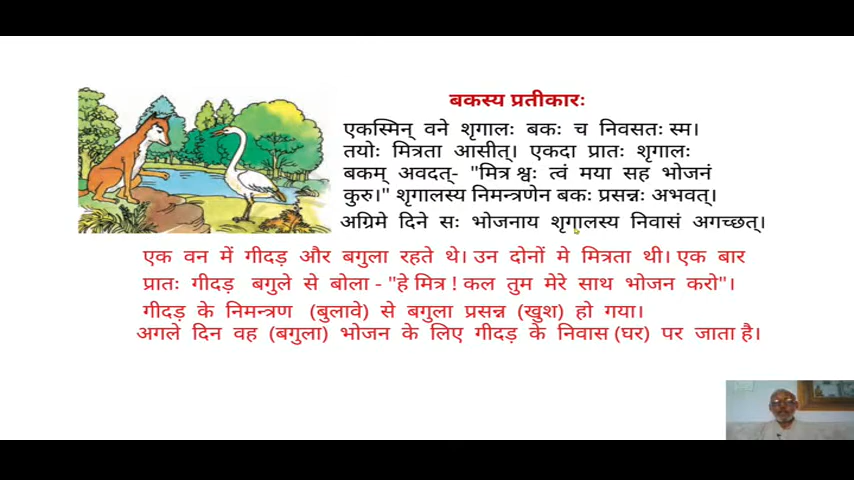 बकस्य प्रतीकारः
एकस्मिन् वने शृगालः बकः च निवसतः स्म।
तयोः मित्रता आसीत्। एकदा प्रातः शृगालः
बकम् अवदत्- "मित्र श्वः त्वं मया सह भोजनं
कुरु।" शृगालस्य निमन्त्रणेन बकः प्रसन्नः अभवत्।
अग्रिमे दिने सः भोजनाय शृगालस्य निवासं अगच्छत्।
एक वन में गीदड़ और बगुला रहते थे। उन दोनों मे मित्रता थी। एक बार
प्रातः गीदड़ बगुले से बोला - "हे मित्र ! कल तुम मेरे साथ भोजन करो"।
गीदड़ के निमन्त्रण (बुलावे) से बगुला प्रसन्न (खुश) हो गया।
अगले दिन वह (बगुला) भोजन के लिए गीदड़ के निवास (घर) पर जाता है।